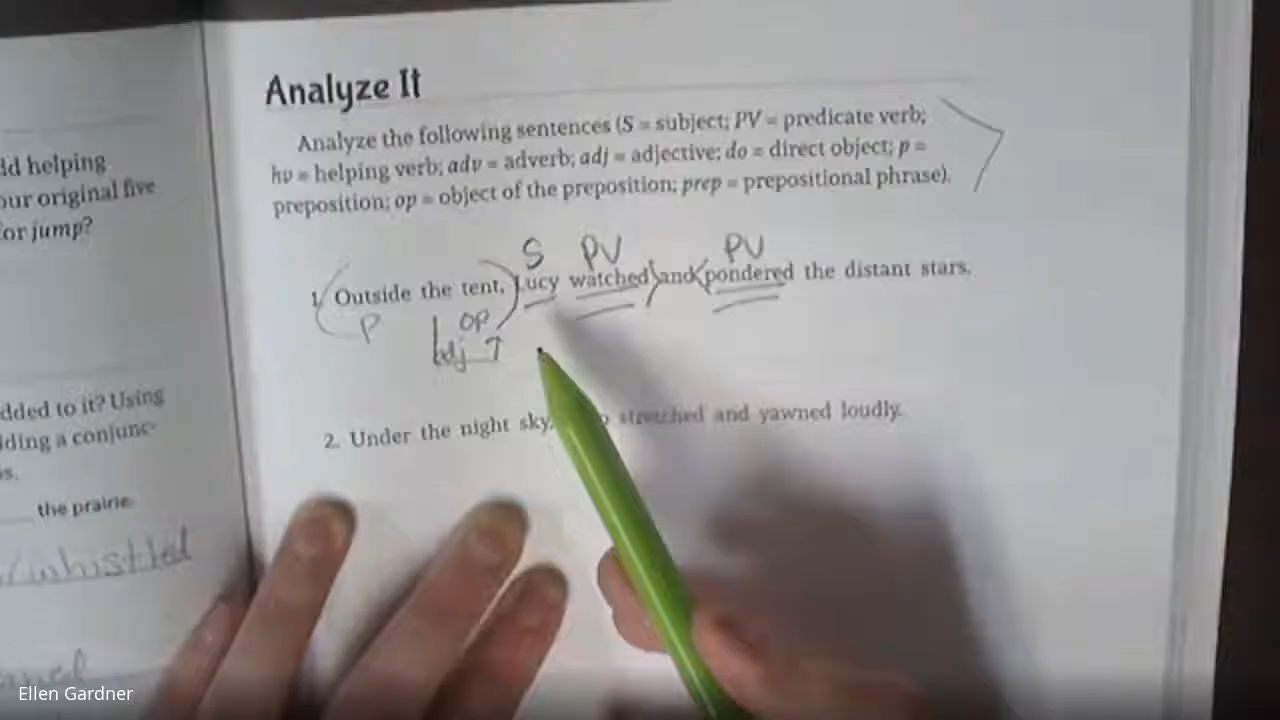 Analyze It
Analyze the following sentences (S = subject; PV = predicate verb;
hv = helping verb; adv = adverb; adj = adjective; do = direct object; p =
preposition; op = object of the preposition; prep = prepositional phrase).
S PV PV
1. Outside the tent, Lucy watched and pondered the distant stars.
P OP
adj
2. Under the night sky, stretched and yawned loudly.
helping
our original five
or jump?
dded to it? Using
a conjunc-
s.
the prairie.
whistled
Ellen Gardner